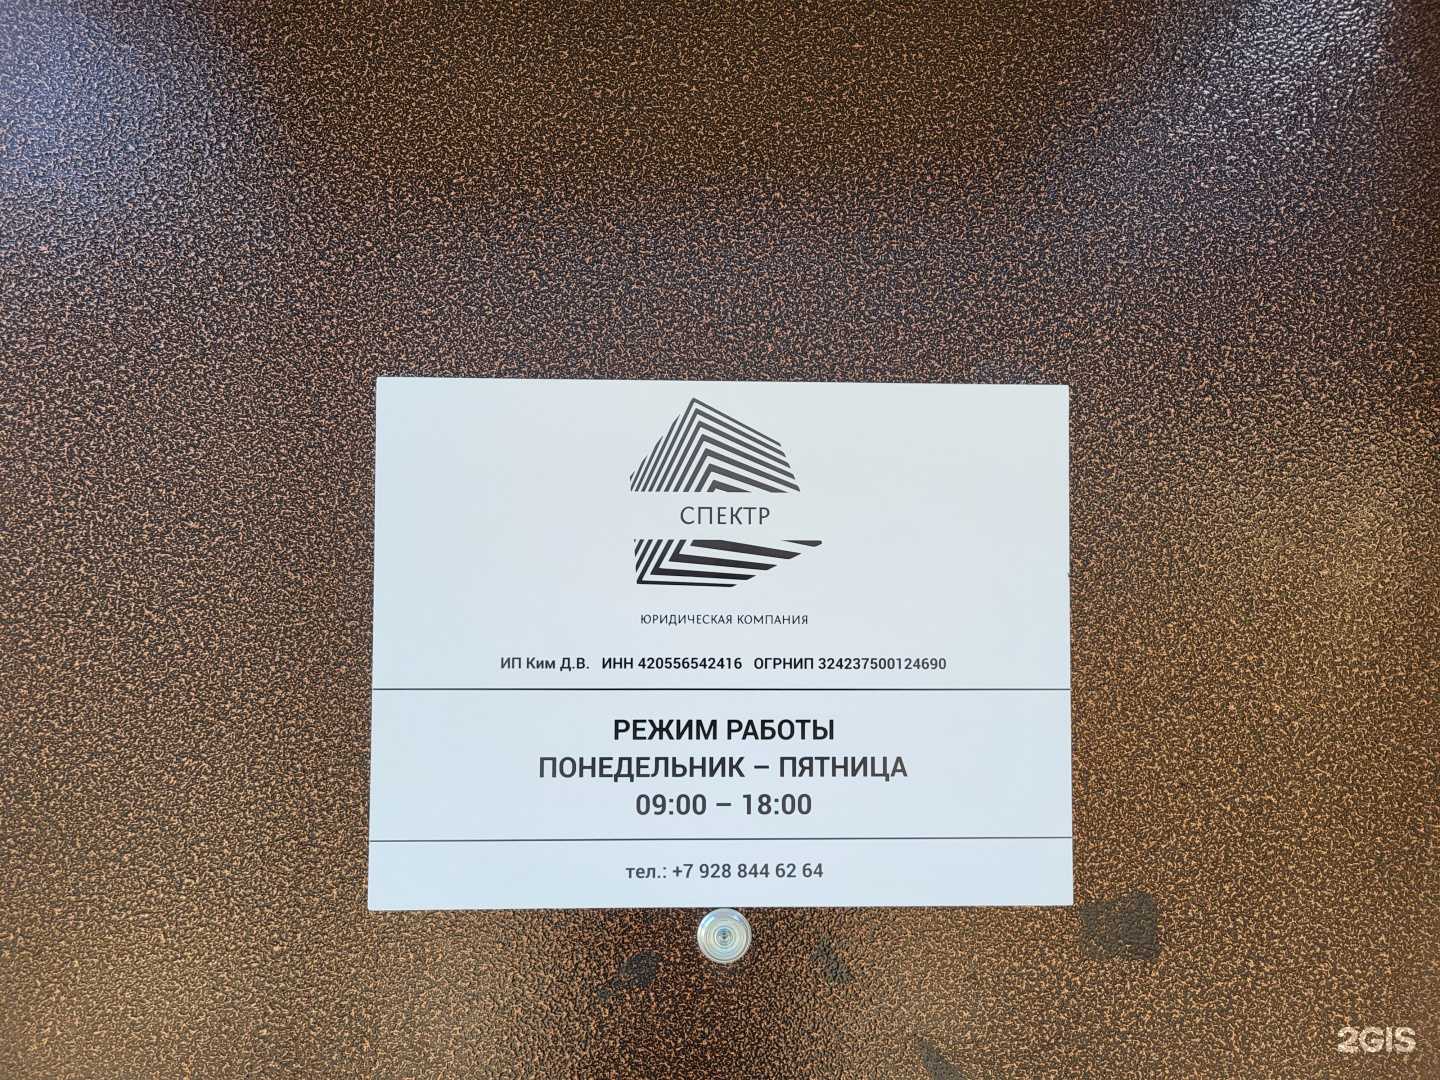 СПЕКТР
ЮРИДИЧЕСКАЯ КОМПАНИЯ
ИП Ким Д.В. ИНН 420556542416 ОГРНИП 324237500124690
РЕЖИМ РАБОТЫ
ПОНЕДЕЛЬНИК – ПЯТНИЦА
09:00 – 18:00
тел.: +7 928 844 62 64
2GIS